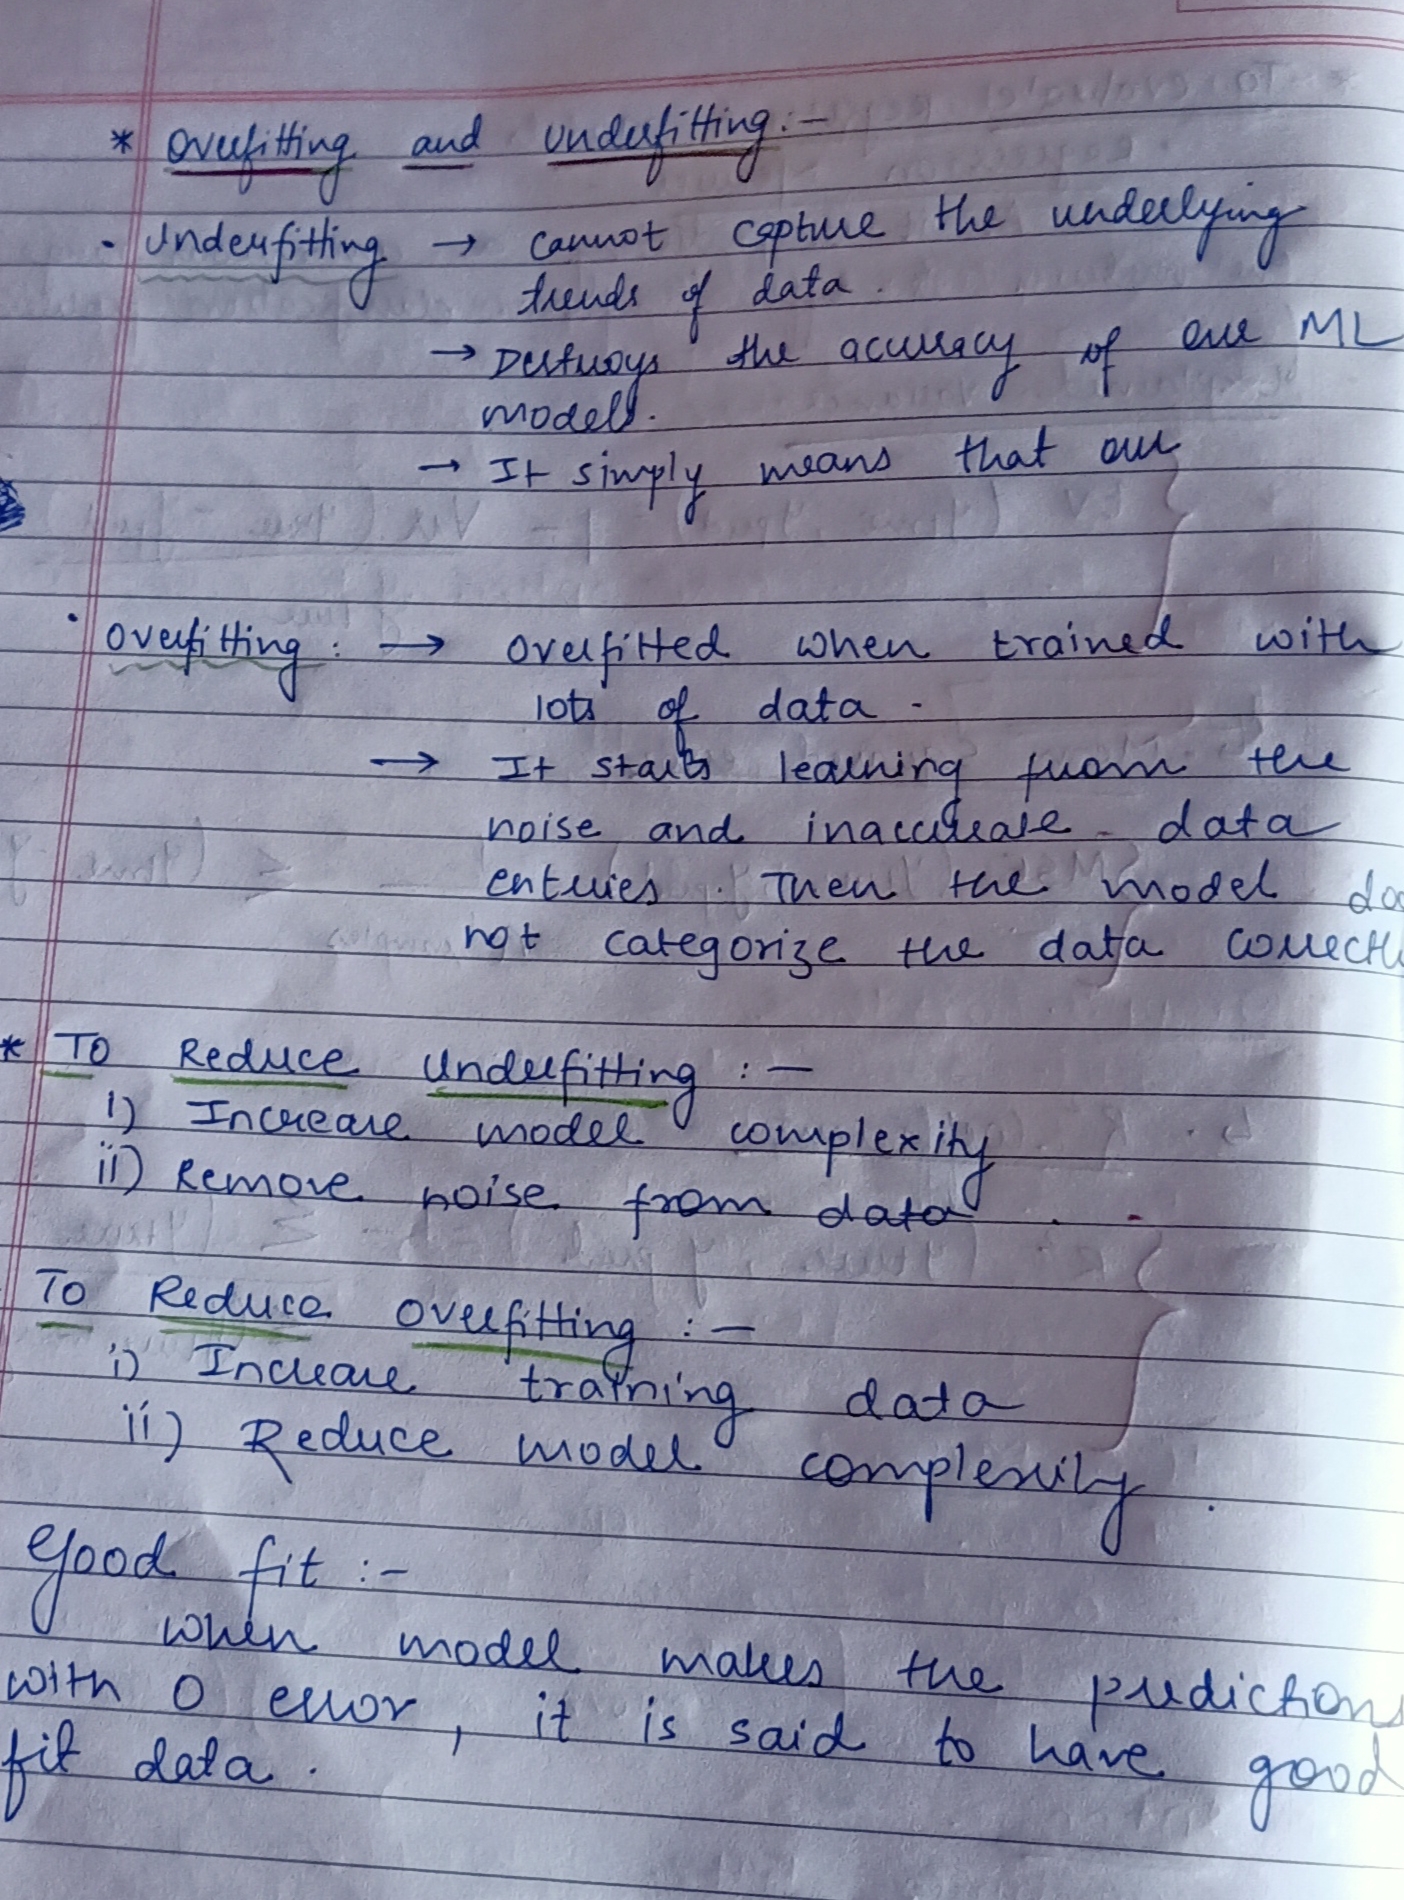 * Overfitting and Underfitting :-
• Underfitting → cannot capture the underlying
trends of data.
→ Destroys the accuracy of our ML
models.
→ It simply means that our
• Overfitting : → Overfitted when trained with
lots of data.
→ It starts learning from the
noise and inaccurate data
entries. Then the model do
not categorize the data correctl
* To Reduce Underfitting :-
i) Increase model complexity
ii) Remove noise from data.
To Reduce Overfitting :-
i) Increase training data
ii) Reduce model complexity.
Good fit :-
when model makes the predictions
with 0 error, it is said to have good
fit data.